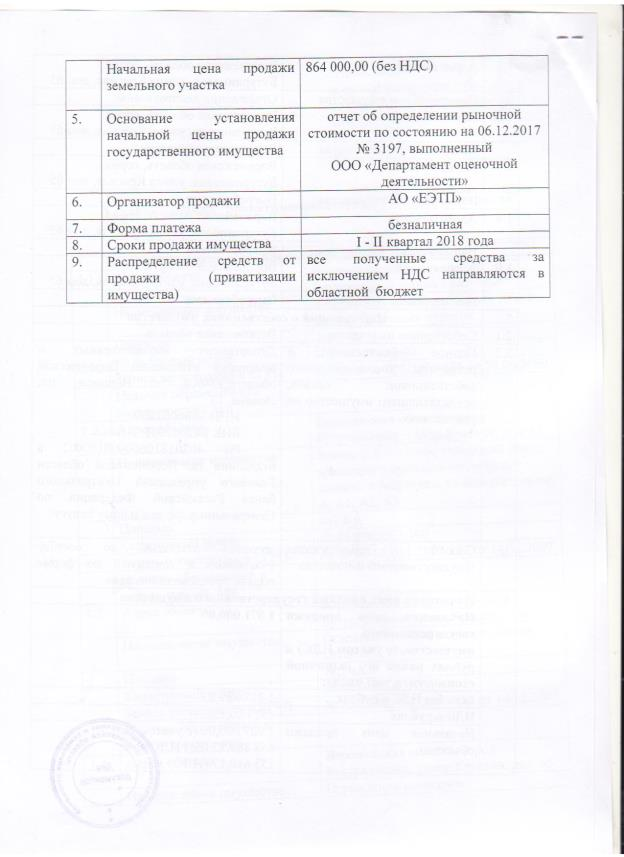 Начальная цена продажи 864 000,00 (без НДС)
земельного участка
5. Основание установления отчет об определении рыночной
начальной цены продажи стоимости по состоянию на 06.12.2017
государственного имущества № 3197, выполненный
ООО «Департамент оценочной
деятельности»
6. Организатор продажи АО «ЕЭТП»
7. Форма платежа безналичная
8. Сроки продажи имущества I - II квартал 2018 года
9. Распределение средств от все полученные средства за
продажи (приватизации исключением НДС направляются в
имущества) областной бюджет